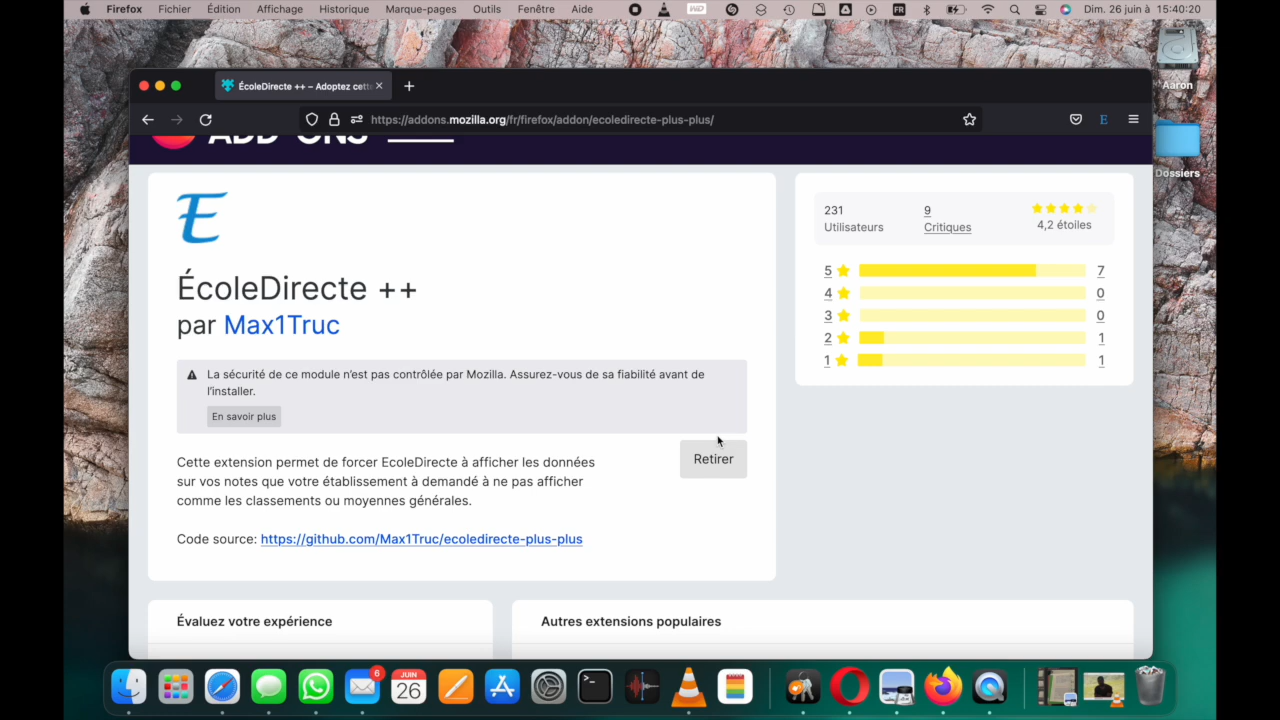 Firefox Fichier Édition Affichage Historique Marque-pages Outils Fenêtre Aide FR Dim. 26 juin à 15:40:20
Aaron
ÉcoleDirecte ++ – Adoptez cett
https://addons.mozilla.org/fr/firefox/addon/ecoledirecte-plus-plus/
E
ADD-ONS
Dossiers
E
ÉcoleDirecte ++
par Max1Truc
La sécurité de ce module n'est pas contrôlée par Mozilla. Assurez-vous de sa fiabilité avant de
l'installer.
En savoir plus
Retirer
Cette extension permet de forcer EcoleDirecte à afficher les données
sur vos notes que votre établissement à demandé à ne pas afficher
comme les classements ou moyennes générales.
Code source: https://github.com/Max1Truc/ecoledirecte-plus-plus
231
Utilisateurs
9
Critiques
4,2 étoiles
5 7
4 0
3 0
2 1
1 1
Évaluez votre expérience
Autres extensions populaires
6
JUIN
26
>_